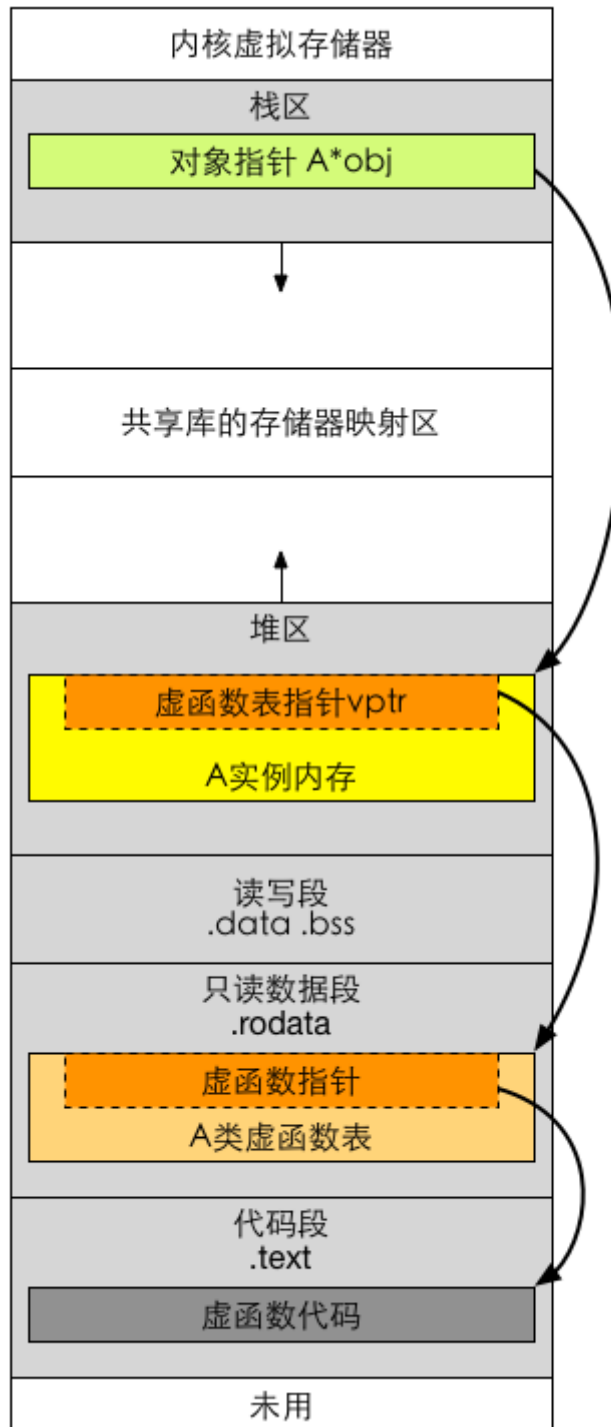 内核虚拟存储器
栈区
对象指针 A*obj
共享库的存储器映射区
堆区
虚函数表指针vptr
A实例内存
读写段
.data .bss
只读数据段
.rodata
虚函数指针
A类虚函数表
代码段
.text
虚函数代码
未用